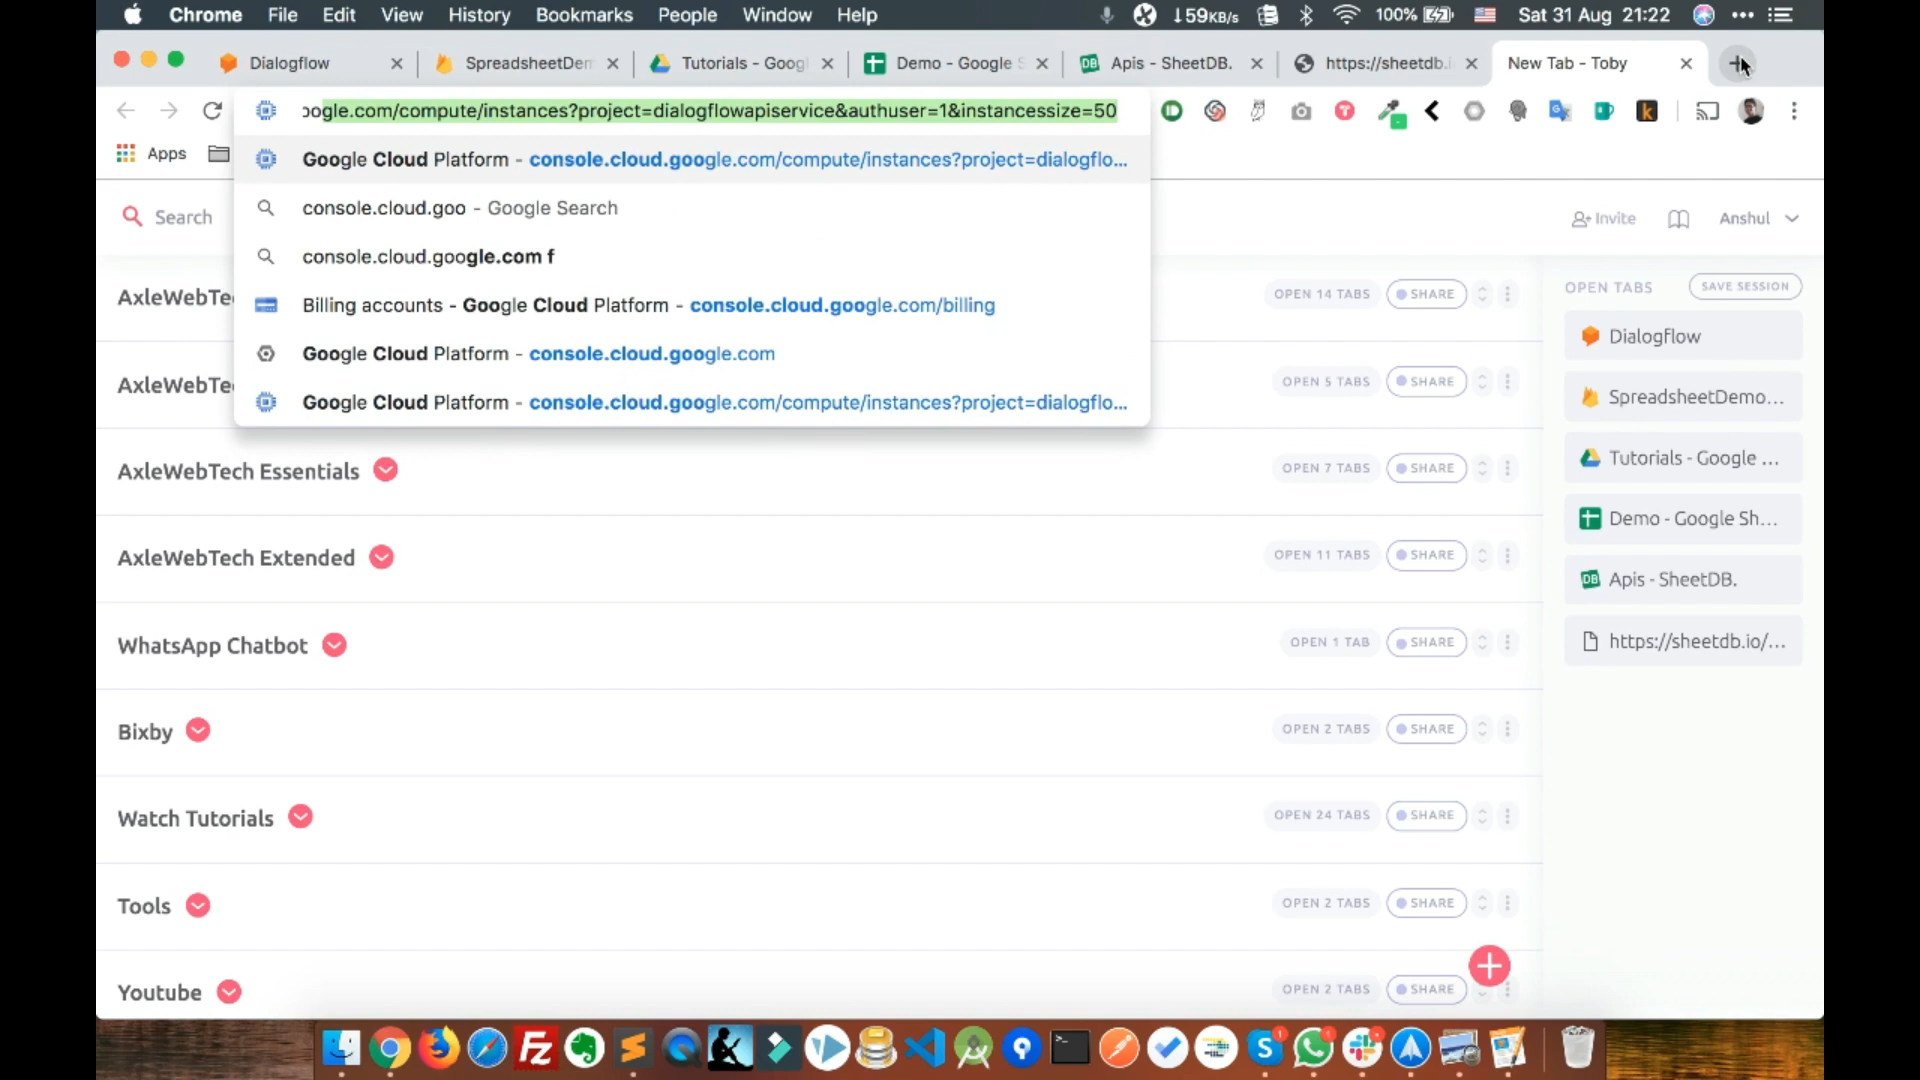 Chrome File Edit View History Bookmarks People Window Help
59KB/s 100% Sat 31 Aug 21:22
Dialogflow
SpreadsheetDem
Tutorials - Googl
Demo - Google S
Apis - SheetDB.
https://sheetdb.i
New Tab - Toby
oogle.com/compute/instances?project=dialogflowapiservice&authuser=1&instancessize=50
Apps
Google Cloud Platform - console.cloud.google.com/compute/instances?project=dialogflo...
console.cloud.goo - Google Search
console.cloud.google.com f
Billing accounts - Google Cloud Platform - console.cloud.google.com/billing
Google Cloud Platform - console.cloud.google.com
Google Cloud Platform - console.cloud.google.com/compute/instances?project=dialogflo...
Search
Invite
Anshul
AxleWebTe
OPEN 14 TABS SHARE
AxleWebTe
OPEN 5 TABS SHARE
AxleWebTech Essentials
OPEN 7 TABS SHARE
AxleWebTech Extended
OPEN 11 TABS SHARE
WhatsApp Chatbot
OPEN 1 TAB SHARE
Bixby
OPEN 2 TABS SHARE
Watch Tutorials
OPEN 24 TABS SHARE
Tools
OPEN 2 TABS SHARE
Youtube
OPEN 2 TABS SHARE
OPEN TABS
SAVE SESSION
Dialogflow
SpreadsheetDemo...
Tutorials - Google ...
Demo - Google Sh...
Apis - SheetDB.
https://sheetdb.io/...